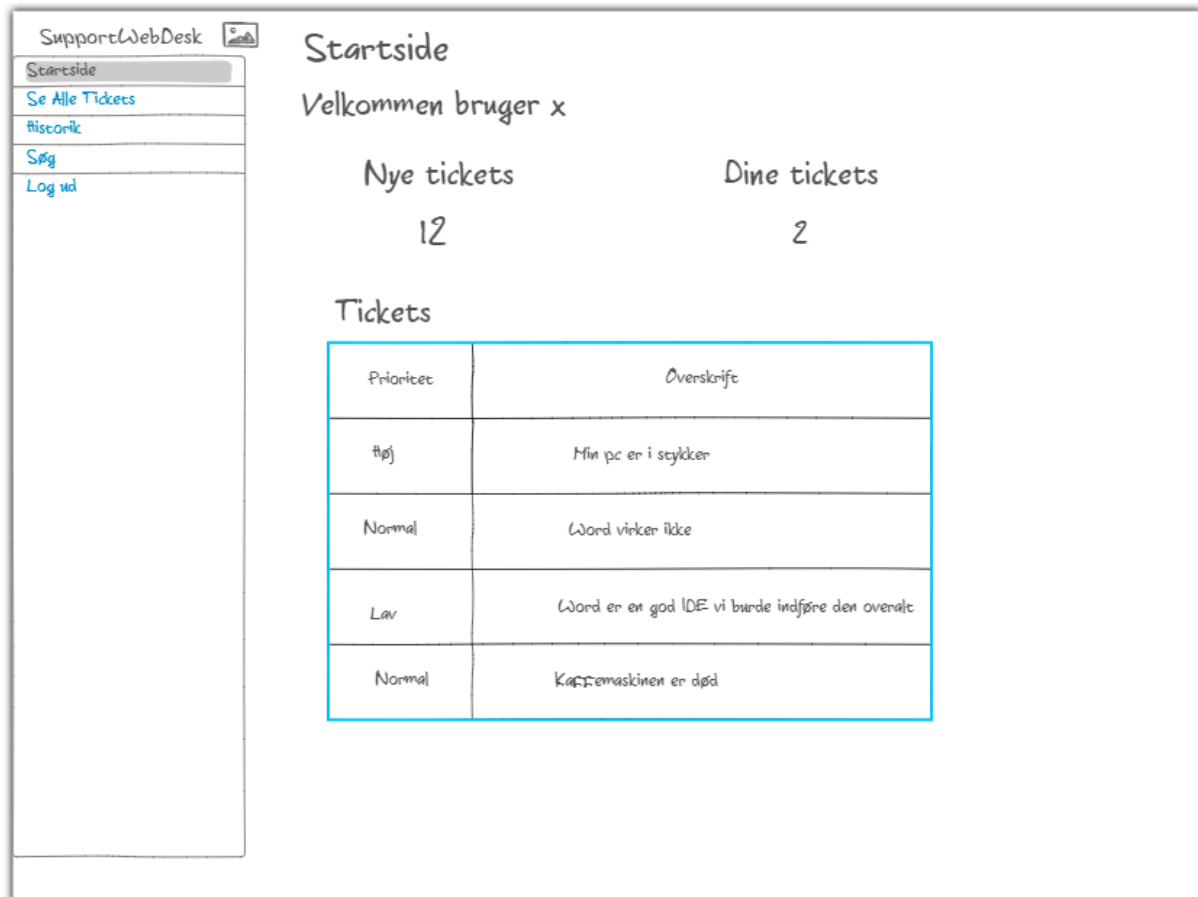 SupportWebDesk
Startside
Se Alle Tickets
Historik
Søg
Log ud
Startside
Velkommen bruger x
Nye tickets Dine tickets
12 2
Tickets
Prioritet Overskrift
Høj Min pc er i stykker
Normal Word virker ikke
Lav Word er en god IDE vi burde indføre den overalt
Normal Kaffemaskinen er død